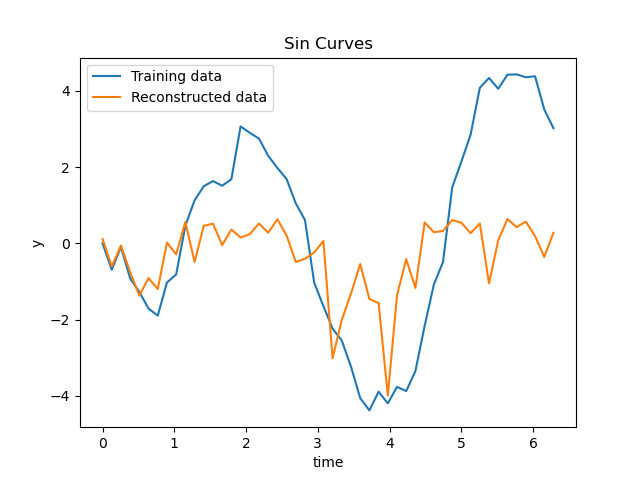 Sin Curves
Training data
Reconstructed data
y
4
2
0
−2
−4
0 1 2 3 4 5 6
time